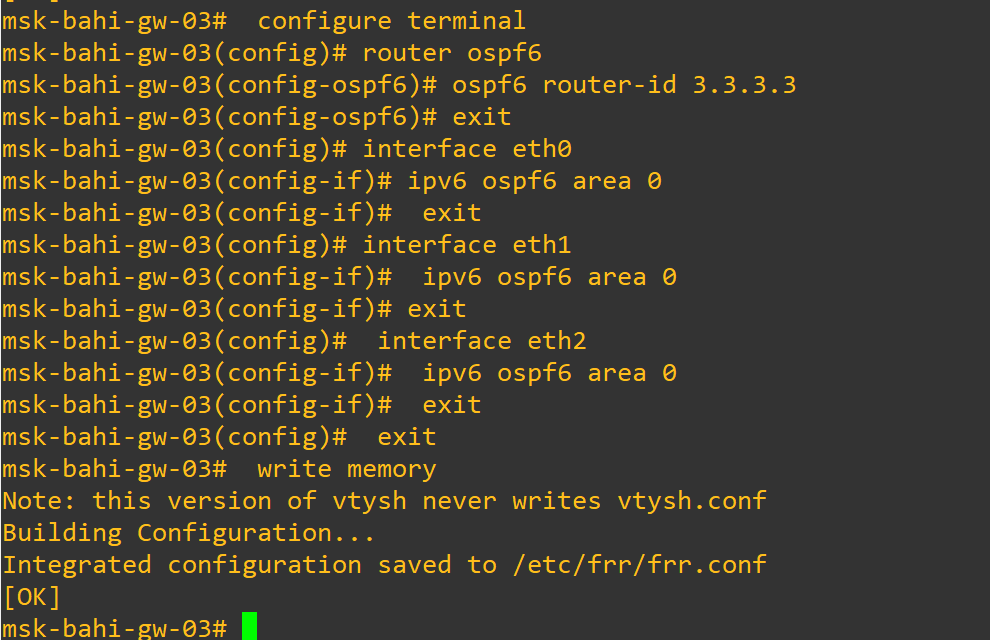 msk-bahi-gw-03#  configure terminal
msk-bahi-gw-03(config)# router ospf6
msk-bahi-gw-03(config-ospf6)# ospf6 router-id 3.3.3.3
msk-bahi-gw-03(config-ospf6)# exit
msk-bahi-gw-03(config)# interface eth0
msk-bahi-gw-03(config-if)# ipv6 ospf6 area 0
msk-bahi-gw-03(config-if)#  exit
msk-bahi-gw-03(config)# interface eth1
msk-bahi-gw-03(config-if)#  ipv6 ospf6 area 0
msk-bahi-gw-03(config-if)# exit
msk-bahi-gw-03(config)#  interface eth2
msk-bahi-gw-03(config-if)#  ipv6 ospf6 area 0
msk-bahi-gw-03(config-if)#  exit
msk-bahi-gw-03(config)#  exit
msk-bahi-gw-03#  write memory
Note: this version of vtysh never writes vtysh.conf
Building Configuration...
Integrated configuration saved to /etc/frr/frr.conf
[OK]
msk-bahi-gw-03#